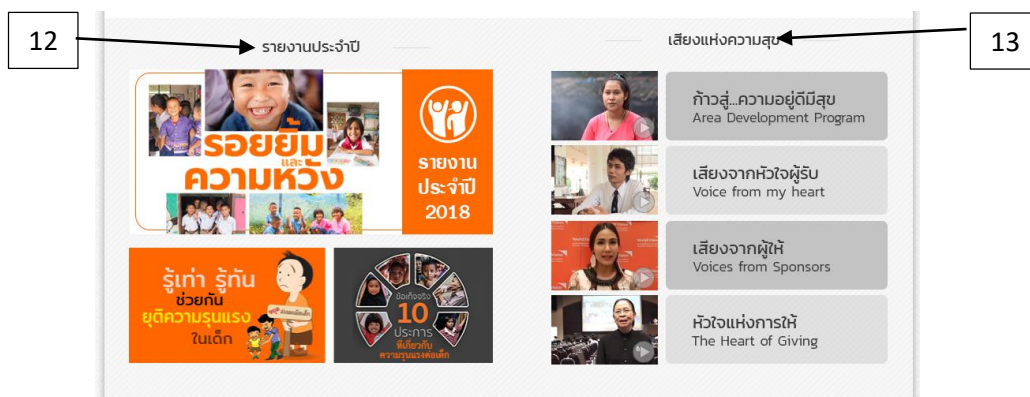 12
รายงานประจำปี
รอยยิ้ม
และ
ความหวัง
รายงาน
ประจำปี
2018
รู้เท่า รู้ทัน
ช่วยกัน
ยุติความรุนแรง
ในเด็ก
ข้อเท็จจริง
10
ประการ
ที่เกี่ยวกับ
ความรุนแรงต่อเด็ก
13
เสียงแห่งความสุข
ก้าวสู่...ความอยู่ดีมีสุข
Area Development Program
เสียงจากหัวใจผู้รับ
Voice from my heart
เสียงจากผู้ให้
Voices from Sponsors
หัวใจแห่งการให้
The Heart of Giving